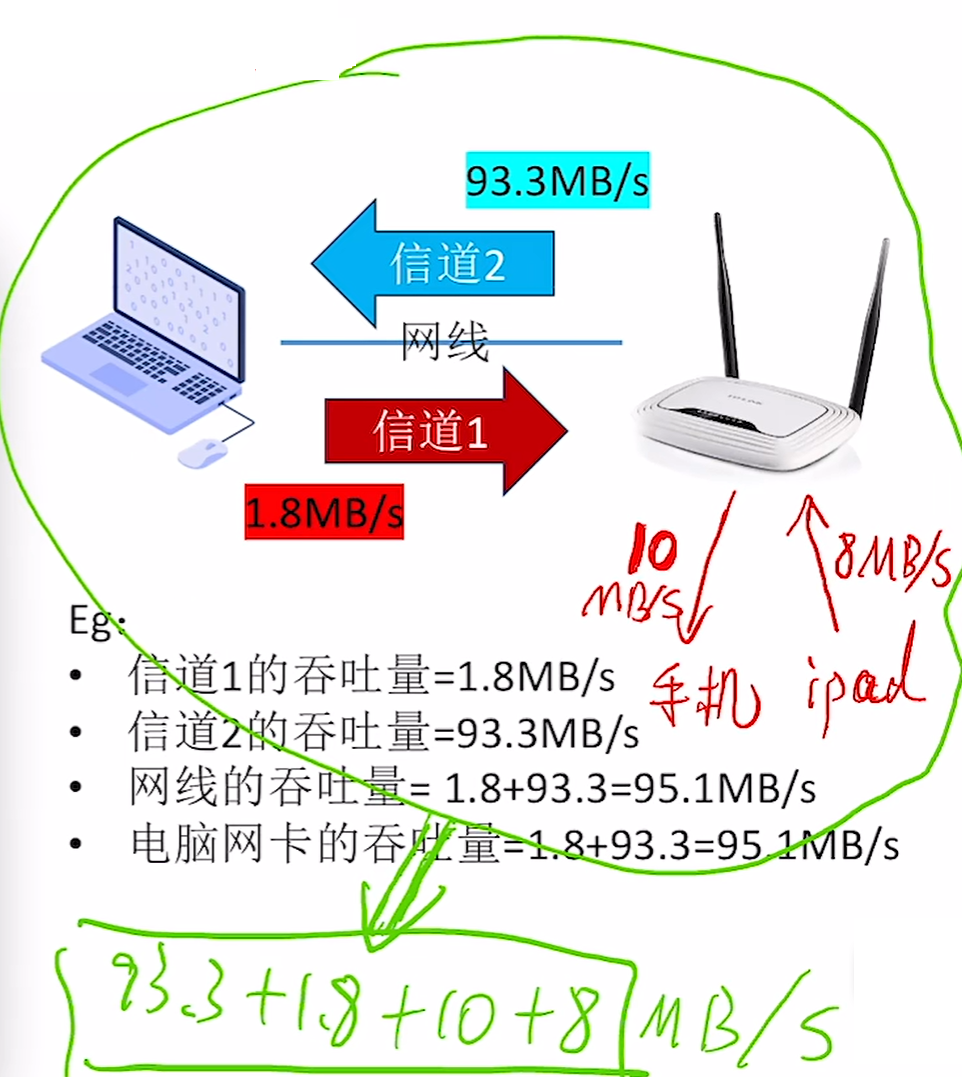 93.3MB/s
信道2
网线
信道1
1.8MB/s
10
MB/s
8MB/s
手机
ipad
Eg：
• 信道1的吞吐量=1.8MB/s
• 信道2的吞吐量=93.3MB/s
• 网线的吞吐量= 1.8+93.3=95.1MB/s
• 电脑网卡的吞吐量=1.8+93.3=95.1MB/s
93.3+1.8+10+8 MB/s